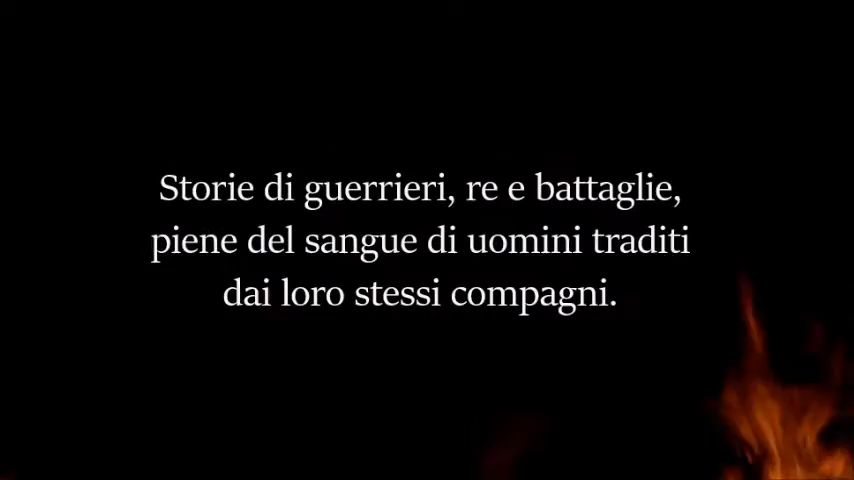 Storie di guerrieri, re e battaglie,
piene del sangue di uomini traditi
dai loro stessi compagni.